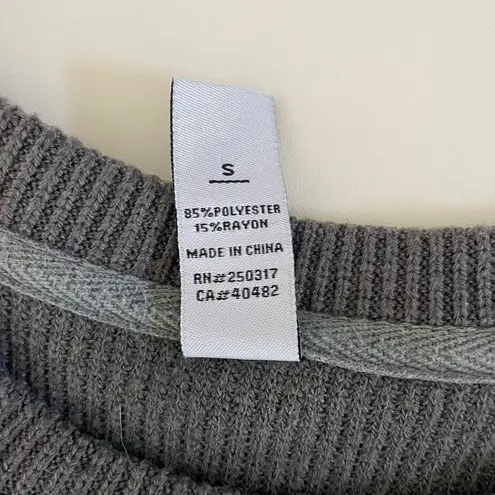 S
85%POLYESTER
15%RAYON
MADE IN CHINA
RN#250317
CA#40482